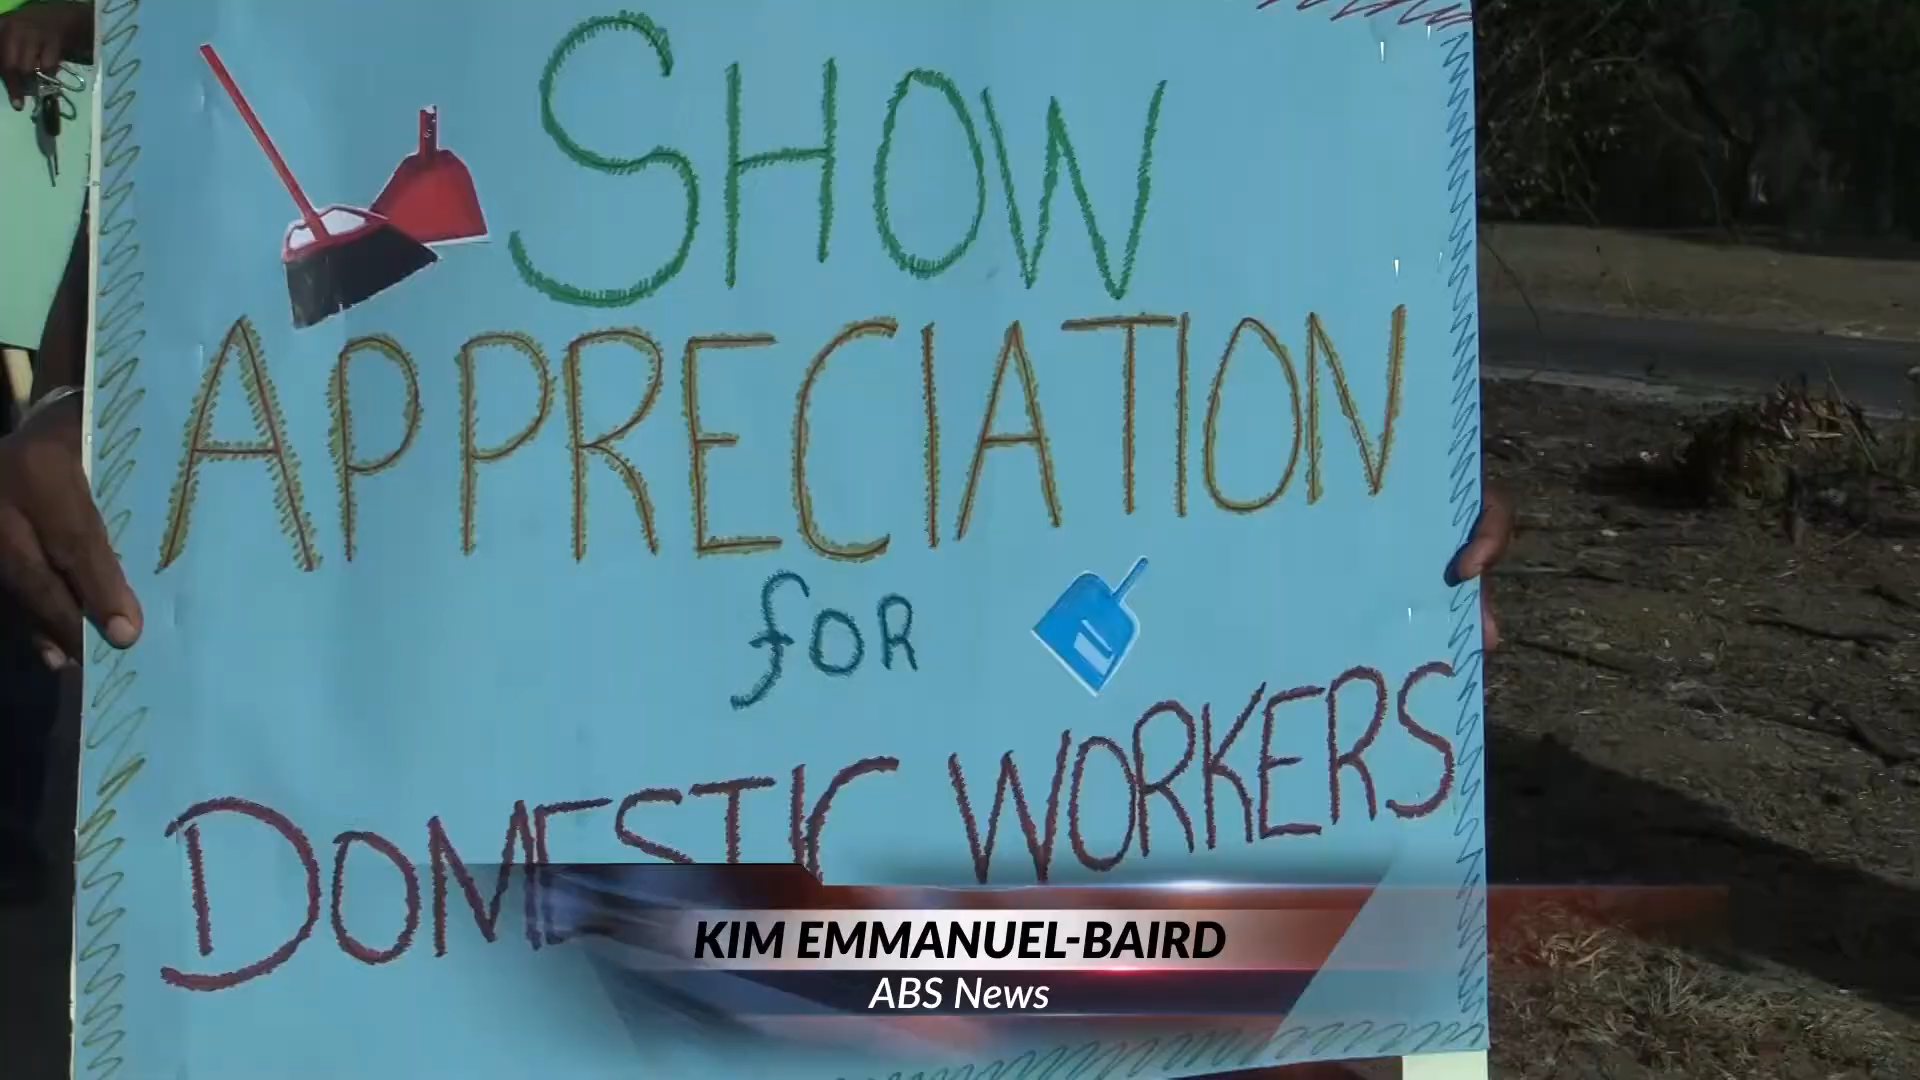 SHOW
APPRECIATION
for
DOMESTIC WORKERS
KIM EMMANUEL-BAIRD
ABS News